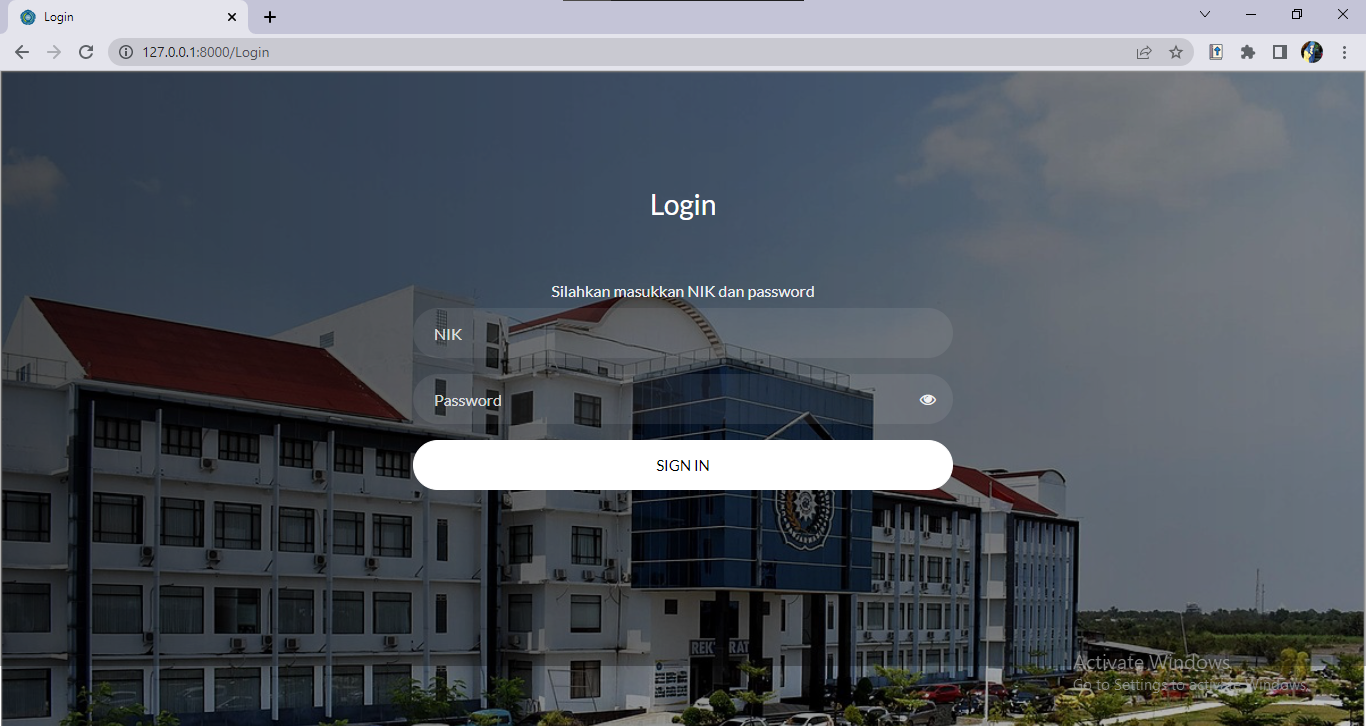 Login
127.0.0.1:8000/Login
Login
Silahkan masukkan NIK dan password
NIK
Password
SIGN IN
REKTORAT
Activate Windows
Go to Settings to activate Windows.